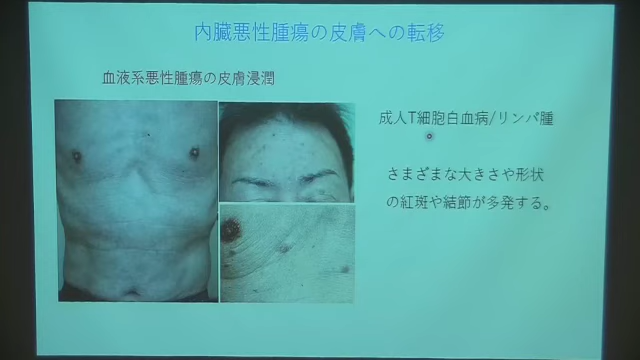 内臓悪性腫瘍の皮膚への転移
血液系悪性腫瘍の皮膚浸潤
成人T細胞白血病/リンパ腫
さまざまな大きさや形状
の紅斑や結節が多発する。